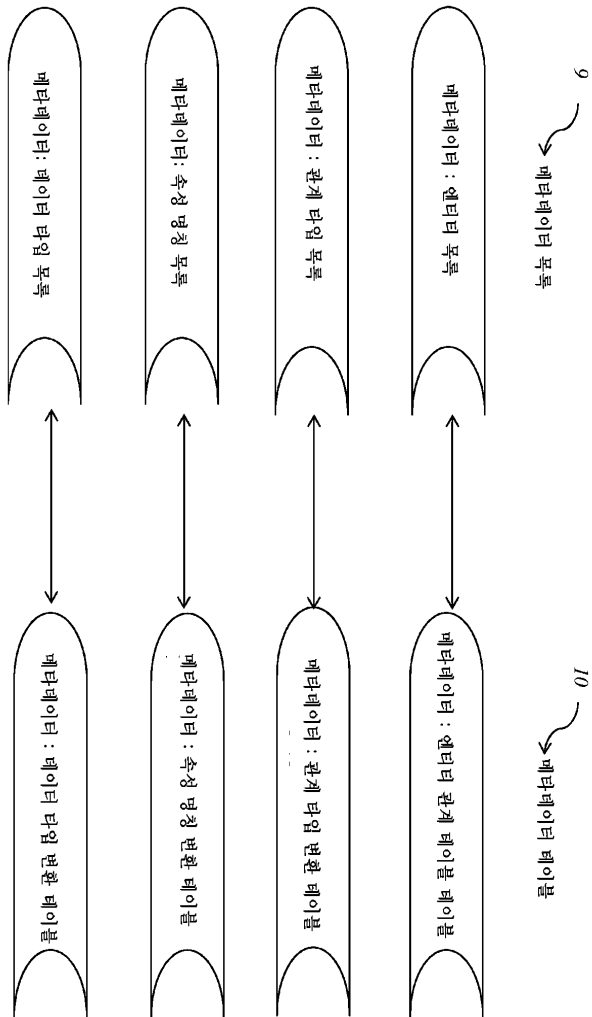 9
메타데이터 목록
메타데이터 : 엔터티 목록
메타데이터 : 관계 타입 목록
메타데이터: 속성 명칭 목록
메타데이터: 데이터 타입 목록
10
메타데이터 테이블
메타데이터 : 엔터티 관계 테이블 테이블
메타데이터 : 관계 타입 변환 테이블
메타데이터 : 속성 명칭 변환 테이블
메타데이터 : 데이터 타입 변환 테이블